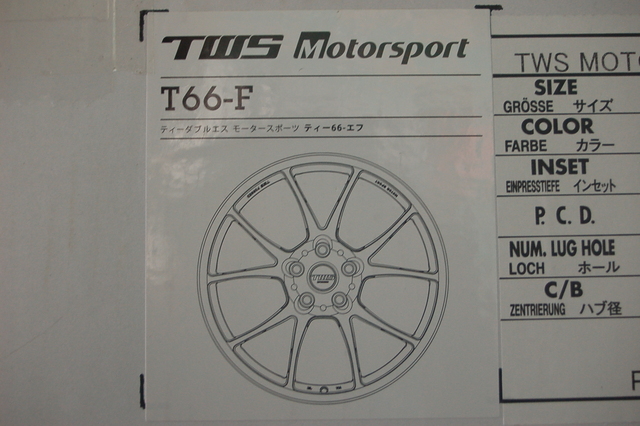 TWS Motorsport
T66-F
ティーダブルエス モータースポーツ ティー66-エフ
TWS
TWS MOTO
SIZE
GRÖSSE サイズ
COLOR
FARBE カラー
INSET
EINPRESSTIEFE インセット
P. C. D.
NUM. LUG HOLE
LOCH ホール
C/B
ZENTRIERUNG ハブ径